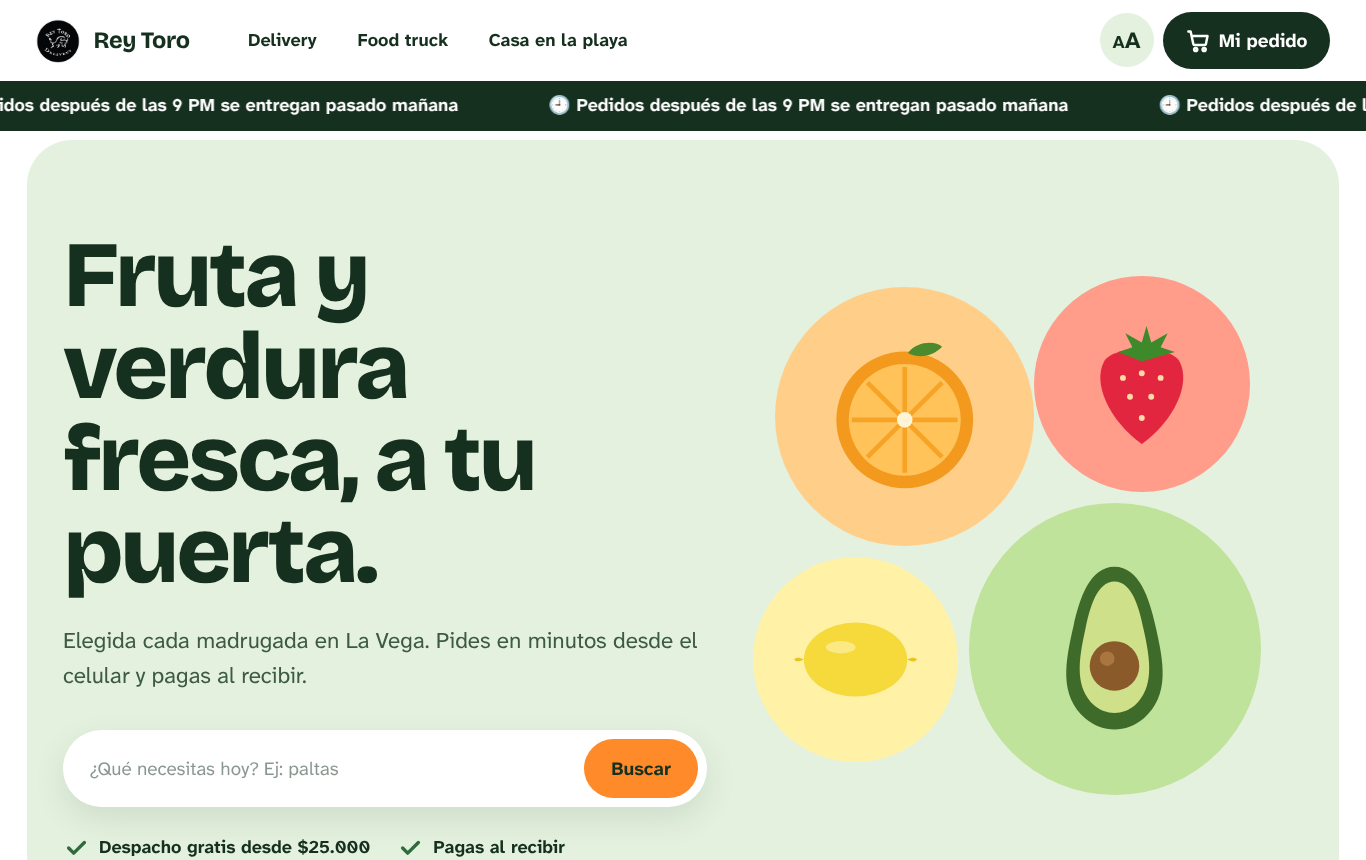 Rey Toro
Delivery
Food truck
Casa en la playa
AA
Mi pedido
idos después de las 9 PM se entregan pasado mañana
🕘 Pedidos después de las 9 PM se entregan pasado mañana
🕘 Pedidos después de l
Fruta y
verdura
fresca, a tu
puerta.
Elegida cada madrugada en La Vega. Pides en minutos desde el
celular y pagas al recibir.
¿Qué necesitas hoy? Ej: paltas
Buscar
Despacho gratis desde $25.000
Pagas al recibir